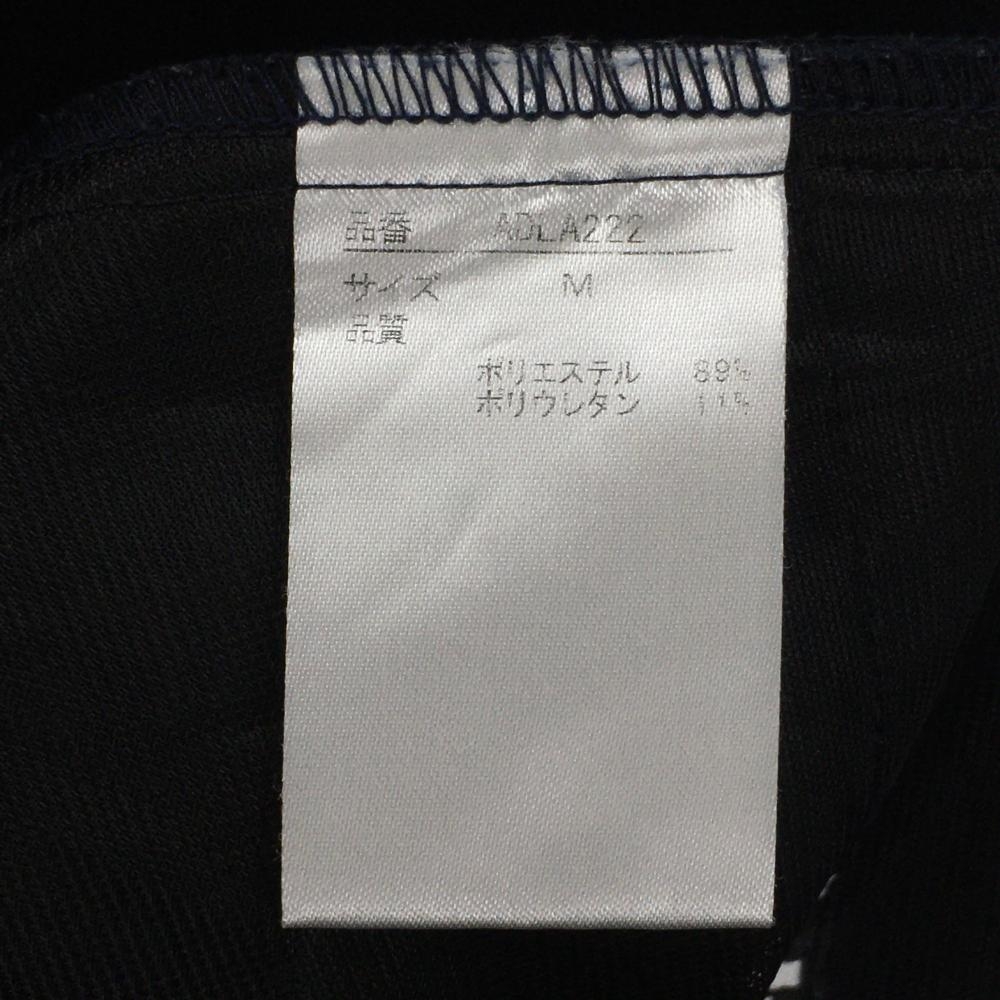 品番 ADLA222
サイズ M
品質
ポリエステル 89%
ポリウレタン 11%